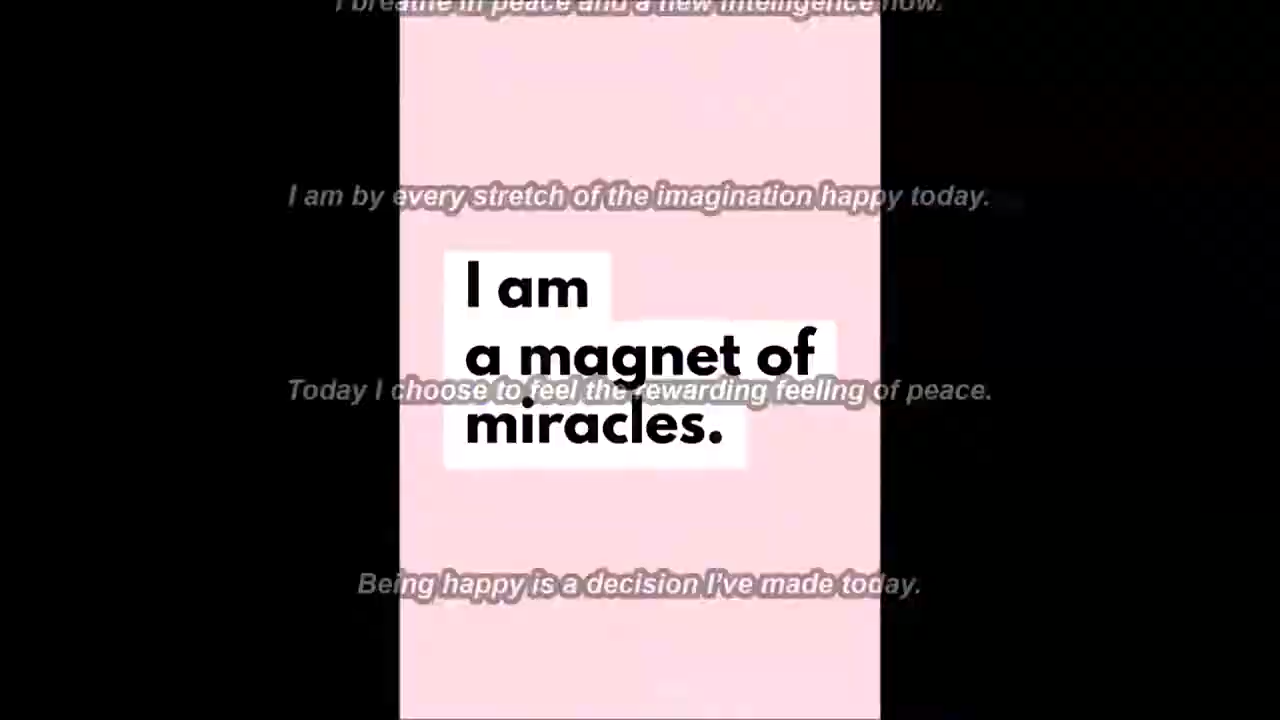 I breathe in peace and a new intelligence now.
I am by every stretch of the imagination happy today.
I am
a magnet of
Today I choose to feel the rewarding feeling of peace.
miracles.
Being happy is a decision I've made today.